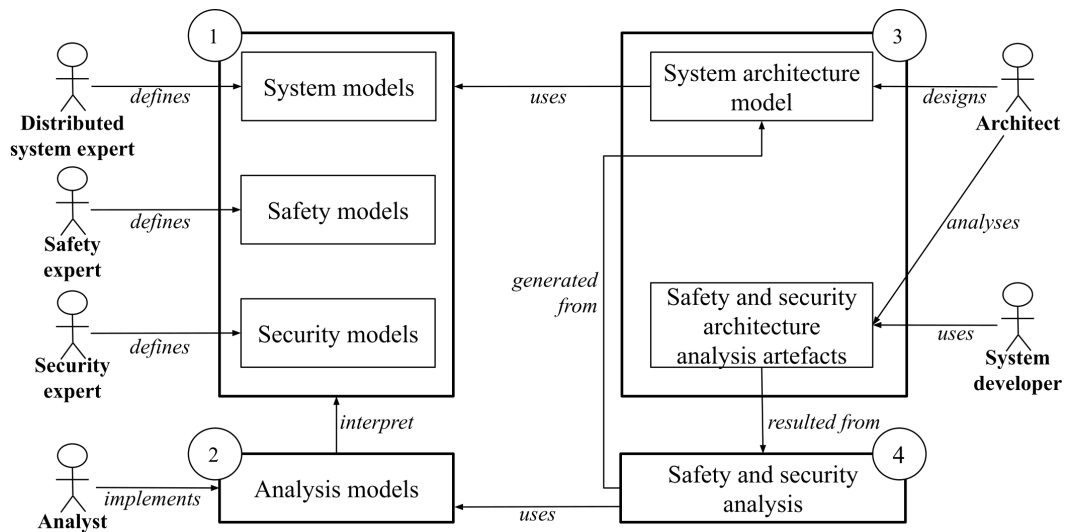 1
3
System models
System architecture
model
defines
uses
designs
Distributed
system expert
Architect
Safety models
defines
Safety
expert
analyses
generated
from
Safety and security
architecture
analysis artefacts
Security models
defines
uses
Security
expert
System
developer
interpret
resulted from
2
4
Analysis models
Safety and security
analysis
implements
uses
Analyst